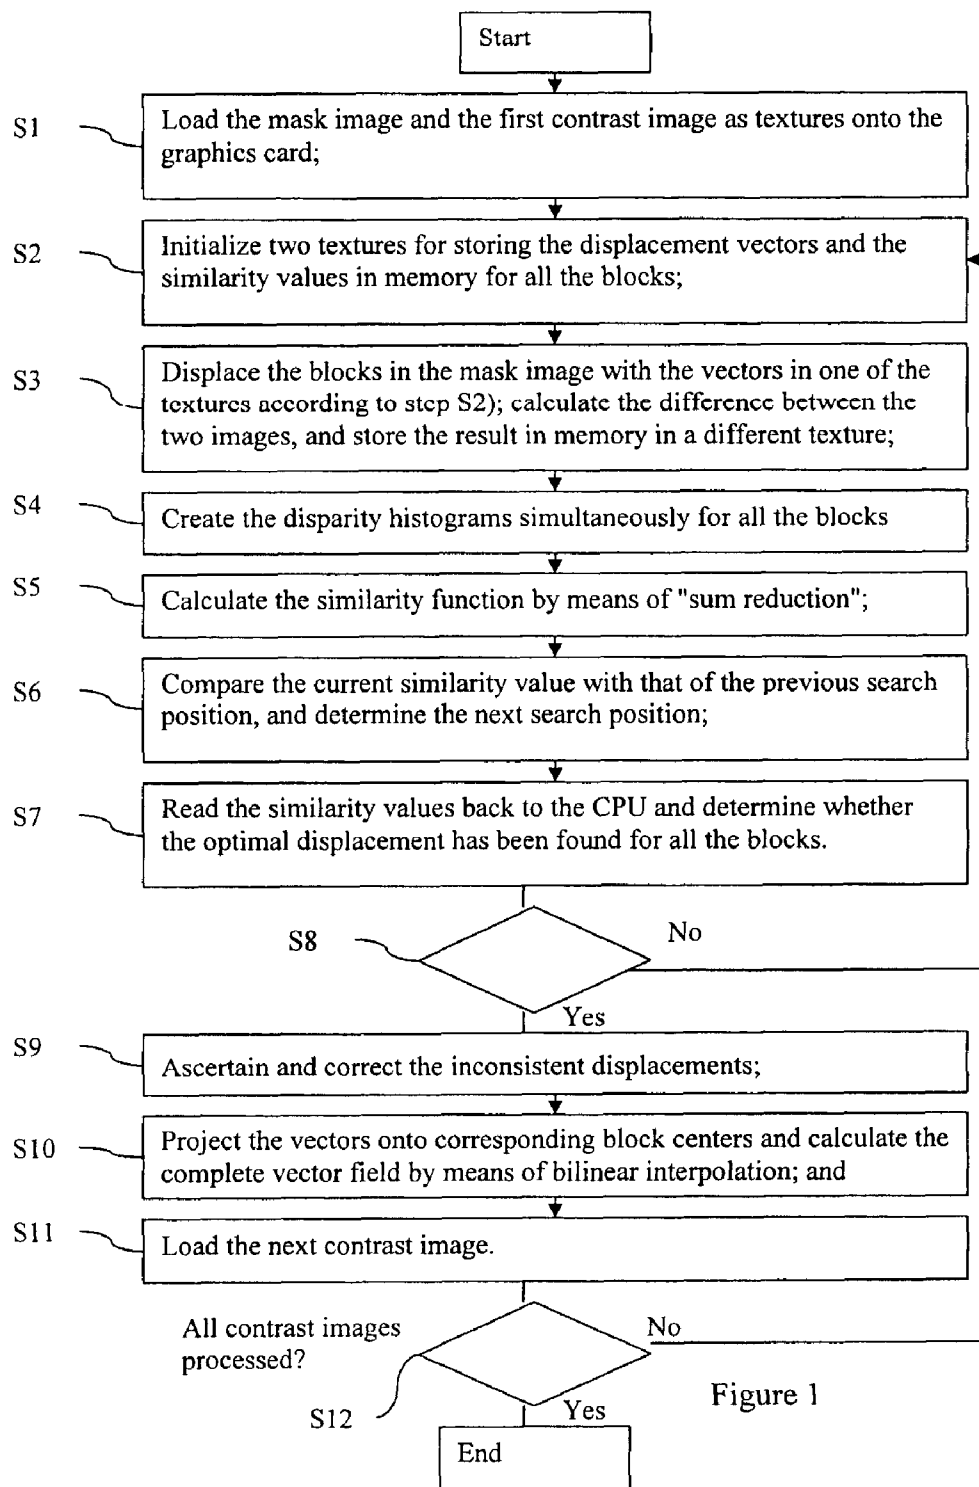 Start
S1
Load the mask image and the first contrast image as textures onto the
graphics card;
S2
Initialize two textures for storing the displacement vectors and the
similarity values in memory for all the blocks;
S3
Displace the blocks in the mask image with the vectors in one of the
textures according to step S2); calculate the difference between the
two images, and store the result in memory in a different texture;
S4
Create the disparity histograms simultaneously for all the blocks
S5
Calculate the similarity function by means of "sum reduction";
S6
Compare the current similarity value with that of the previous search
position, and determine the next search position;
S7
Read the similarity values back to the CPU and determine whether
the optimal displacement has been found for all the blocks.
S8
No
Yes
S9
Ascertain and correct the inconsistent displacements;
S10
Project the vectors onto corresponding block centers and calculate the
complete vector field by means of bilinear interpolation; and
S11
Load the next contrast image.
All contrast images
processed?
No
S12
Yes
Figure 1
End